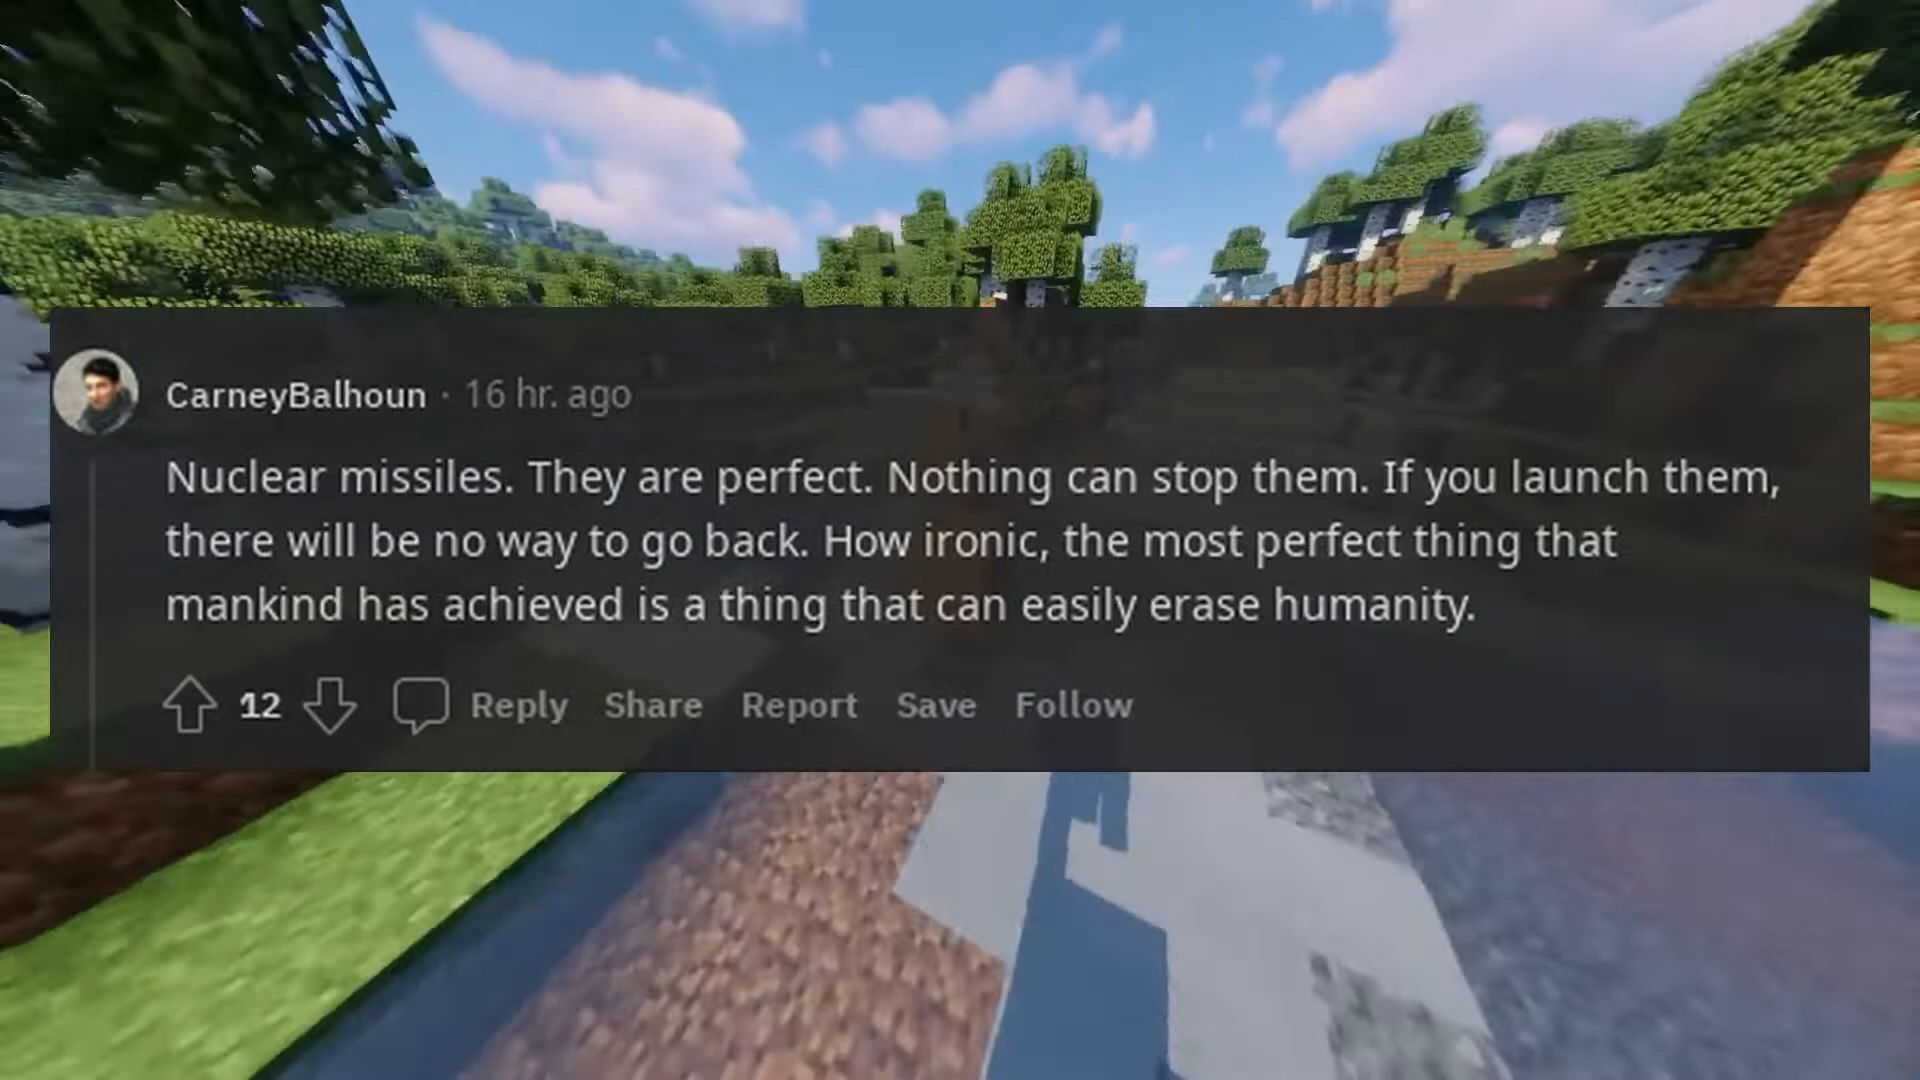 CarneyBalhoun · 16 hr. ago
Nuclear missiles. They are perfect. Nothing can stop them. If you launch them,
there will be no way to go back. How ironic, the most perfect thing that
mankind has achieved is a thing that can easily erase humanity.
12 Reply Share Report Save Follow